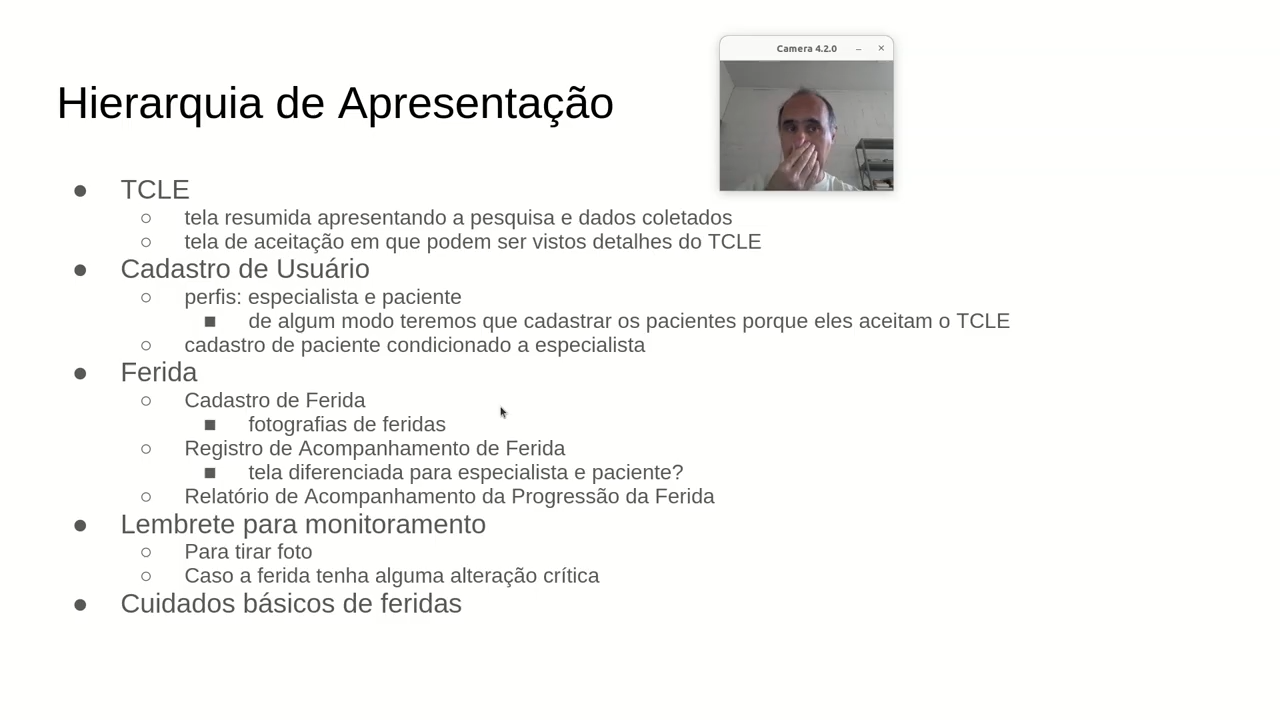 Camera 4.2.0
Hierarquia de Apresentação
● TCLE
○ tela resumida apresentando a pesquisa e dados coletados
○ tela de aceitação em que podem ser vistos detalhes do TCLE
● Cadastro de Usuário
○ perfis: especialista e paciente
■ de algum modo teremos que cadastrar os pacientes porque eles aceitam o TCLE
○ cadastro de paciente condicionado a especialista
● Ferida
○ Cadastro de Ferida
■ fotografias de feridas
○ Registro de Acompanhamento de Ferida
■ tela diferenciada para especialista e paciente?
○ Relatório de Acompanhamento da Progressão da Ferida
● Lembrete para monitoramento
○ Para tirar foto
○ Caso a ferida tenha alguma alteração crítica
● Cuidados básicos de feridas